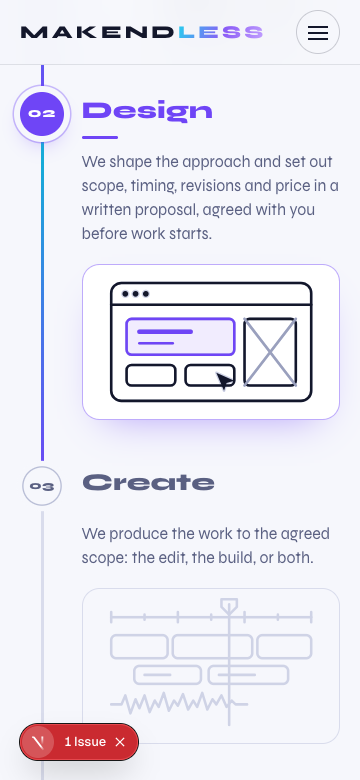 MAKENDLESS
02
Design
We shape the approach and set out
scope, timing, revisions and price in a
written proposal, agreed with you
before work starts.
03
Create
We produce the work to the agreed
scope: the edit, the build, or both.
1 Issue